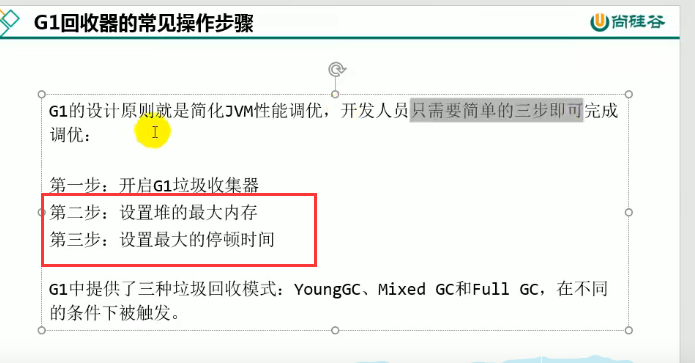 G1回收器的常见操作步骤
尚硅谷
G1的设计原则就是简化JVM性能调优，开发人员只需要简单的三步即可完成
调优：
第一步：开启G1垃圾收集器
第二步：设置堆的最大内存
第三步：设置最大的停顿时间
G1中提供了三种垃圾回收模式：YoungGC、Mixed GC和Full GC，在不同
的条件下被触发。